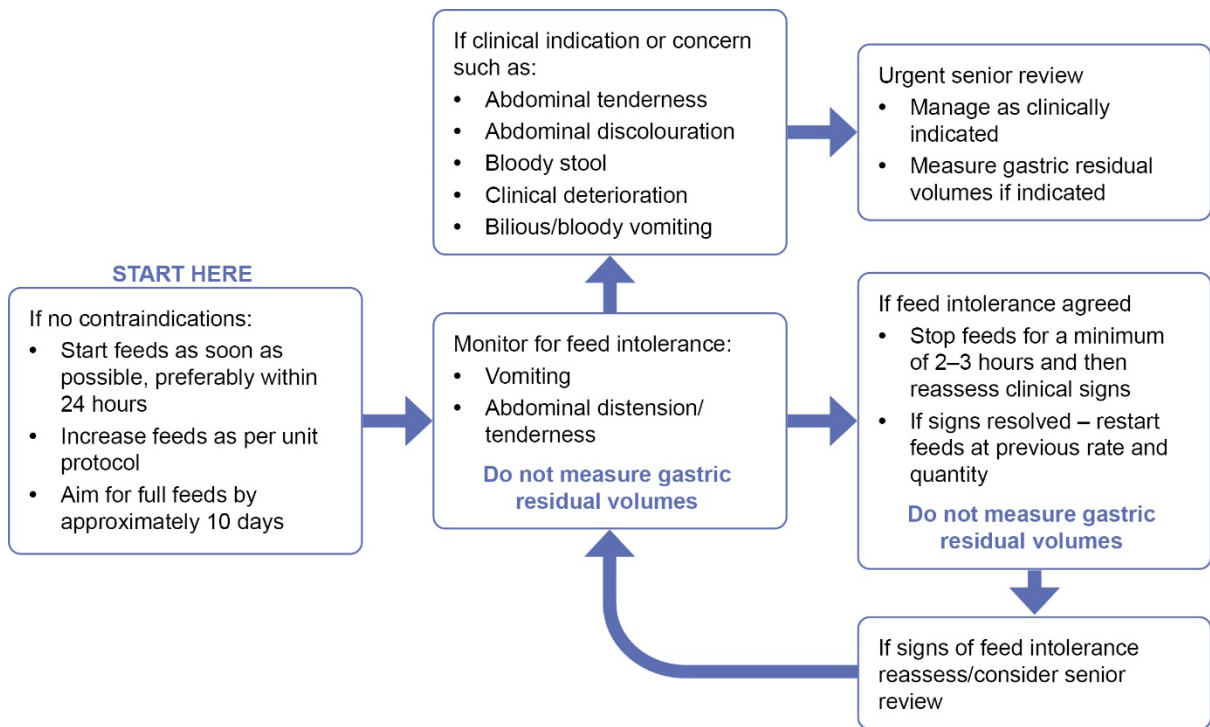 START HERE
If no contraindications:
• Start feeds as soon as
possible, preferably within
24 hours
• Increase feeds as per unit
protocol
• Aim for full feeds by
approximately 10 days
Monitor for feed intolerance:
• Vomiting
• Abdominal distension/
tenderness
Do not measure gastric
residual volumes
If clinical indication or concern
such as:
• Abdominal tenderness
• Abdominal discolouration
• Bloody stool
• Clinical deterioration
• Bilious/bloody vomiting
Urgent senior review
• Manage as clinically
indicated
• Measure gastric residual
volumes if indicated
If feed intolerance agreed
• Stop feeds for a minimum
of 2–3 hours and then
reassess clinical signs
• If signs resolved – restart
feeds at previous rate and
quantity
Do not measure gastric
residual volumes
If signs of feed intolerance
reassess/consider senior
review